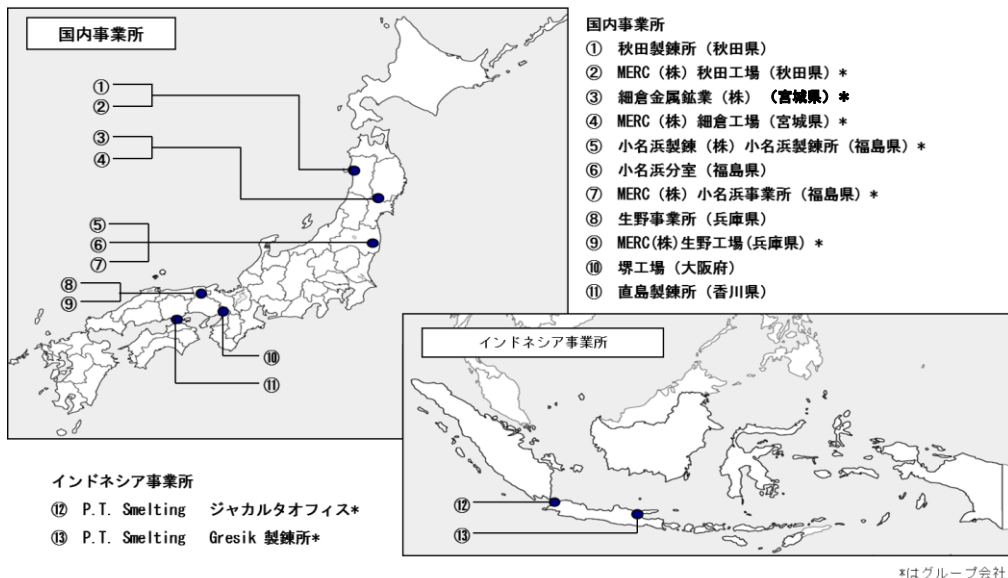 国内事業所
①
②
③
④
⑤
⑥
⑦
⑧
⑨
⑩
⑪
国内事業所
① 秋田製錬所（秋田県）
② MERC（株）秋田工場（秋田県）*
③ 細倉金属鉱業（株）（宮城県）*
④ MERC（株）細倉工場（宮城県）*
⑤ 小名浜製錬（株）小名浜製錬所（福島県）*
⑥ 小名浜分室（福島県）
⑦ MERC（株）小名浜事業所（福島県）*
⑧ 生野事業所（兵庫県）
⑨ MERC(株)生野工場(兵庫県）*
⑩ 堺工場（大阪府）
⑪ 直島製錬所（香川県）
インドネシア事業所
⑫
⑬
インドネシア事業所
⑫ P.T. Smelting ジャカルタオフィス*
⑬ P.T. Smelting Gresik 製錬所*
*はグループ会社